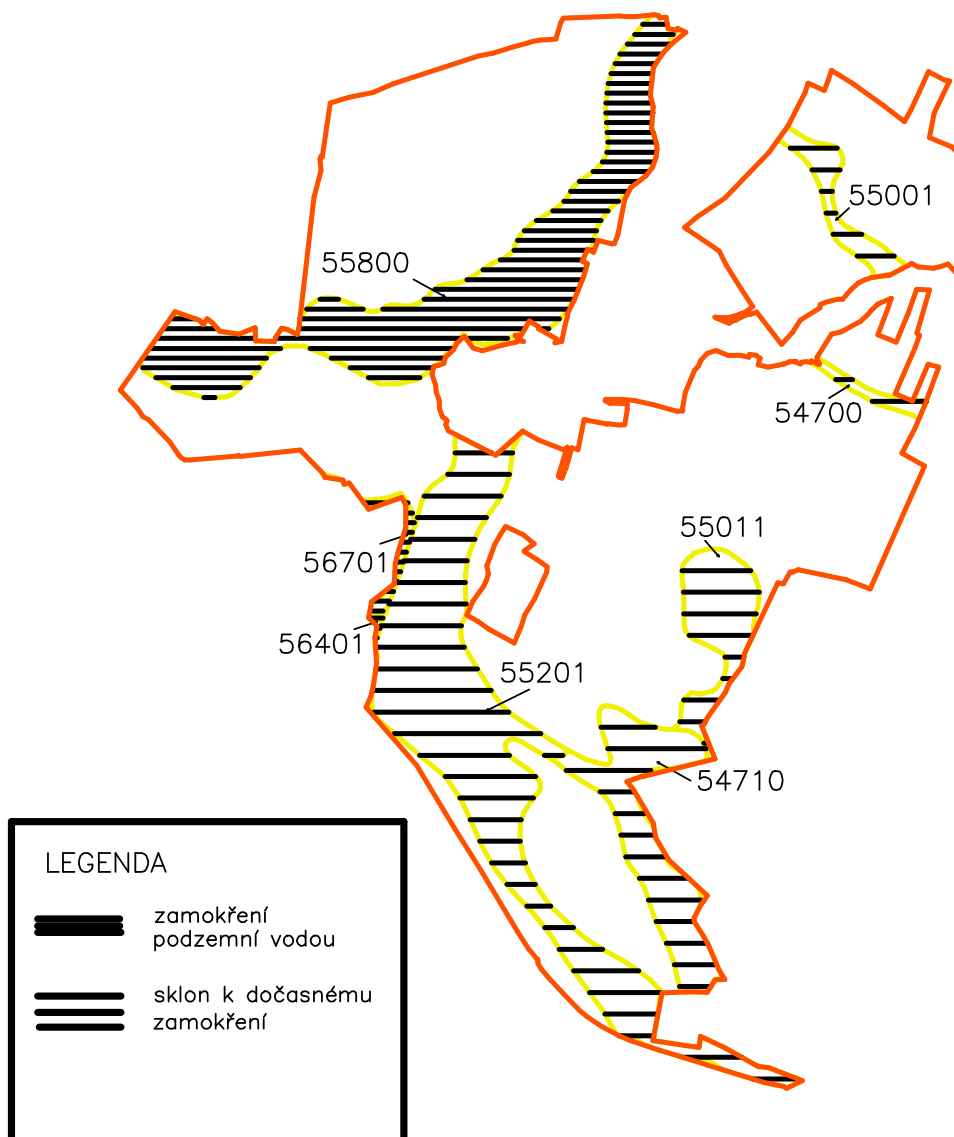 55001
55800
54700
55011
56701
56401
55201
54710
LEGENDA
zamokření
podzemní vodou
sklon k dočasnému
zamokření